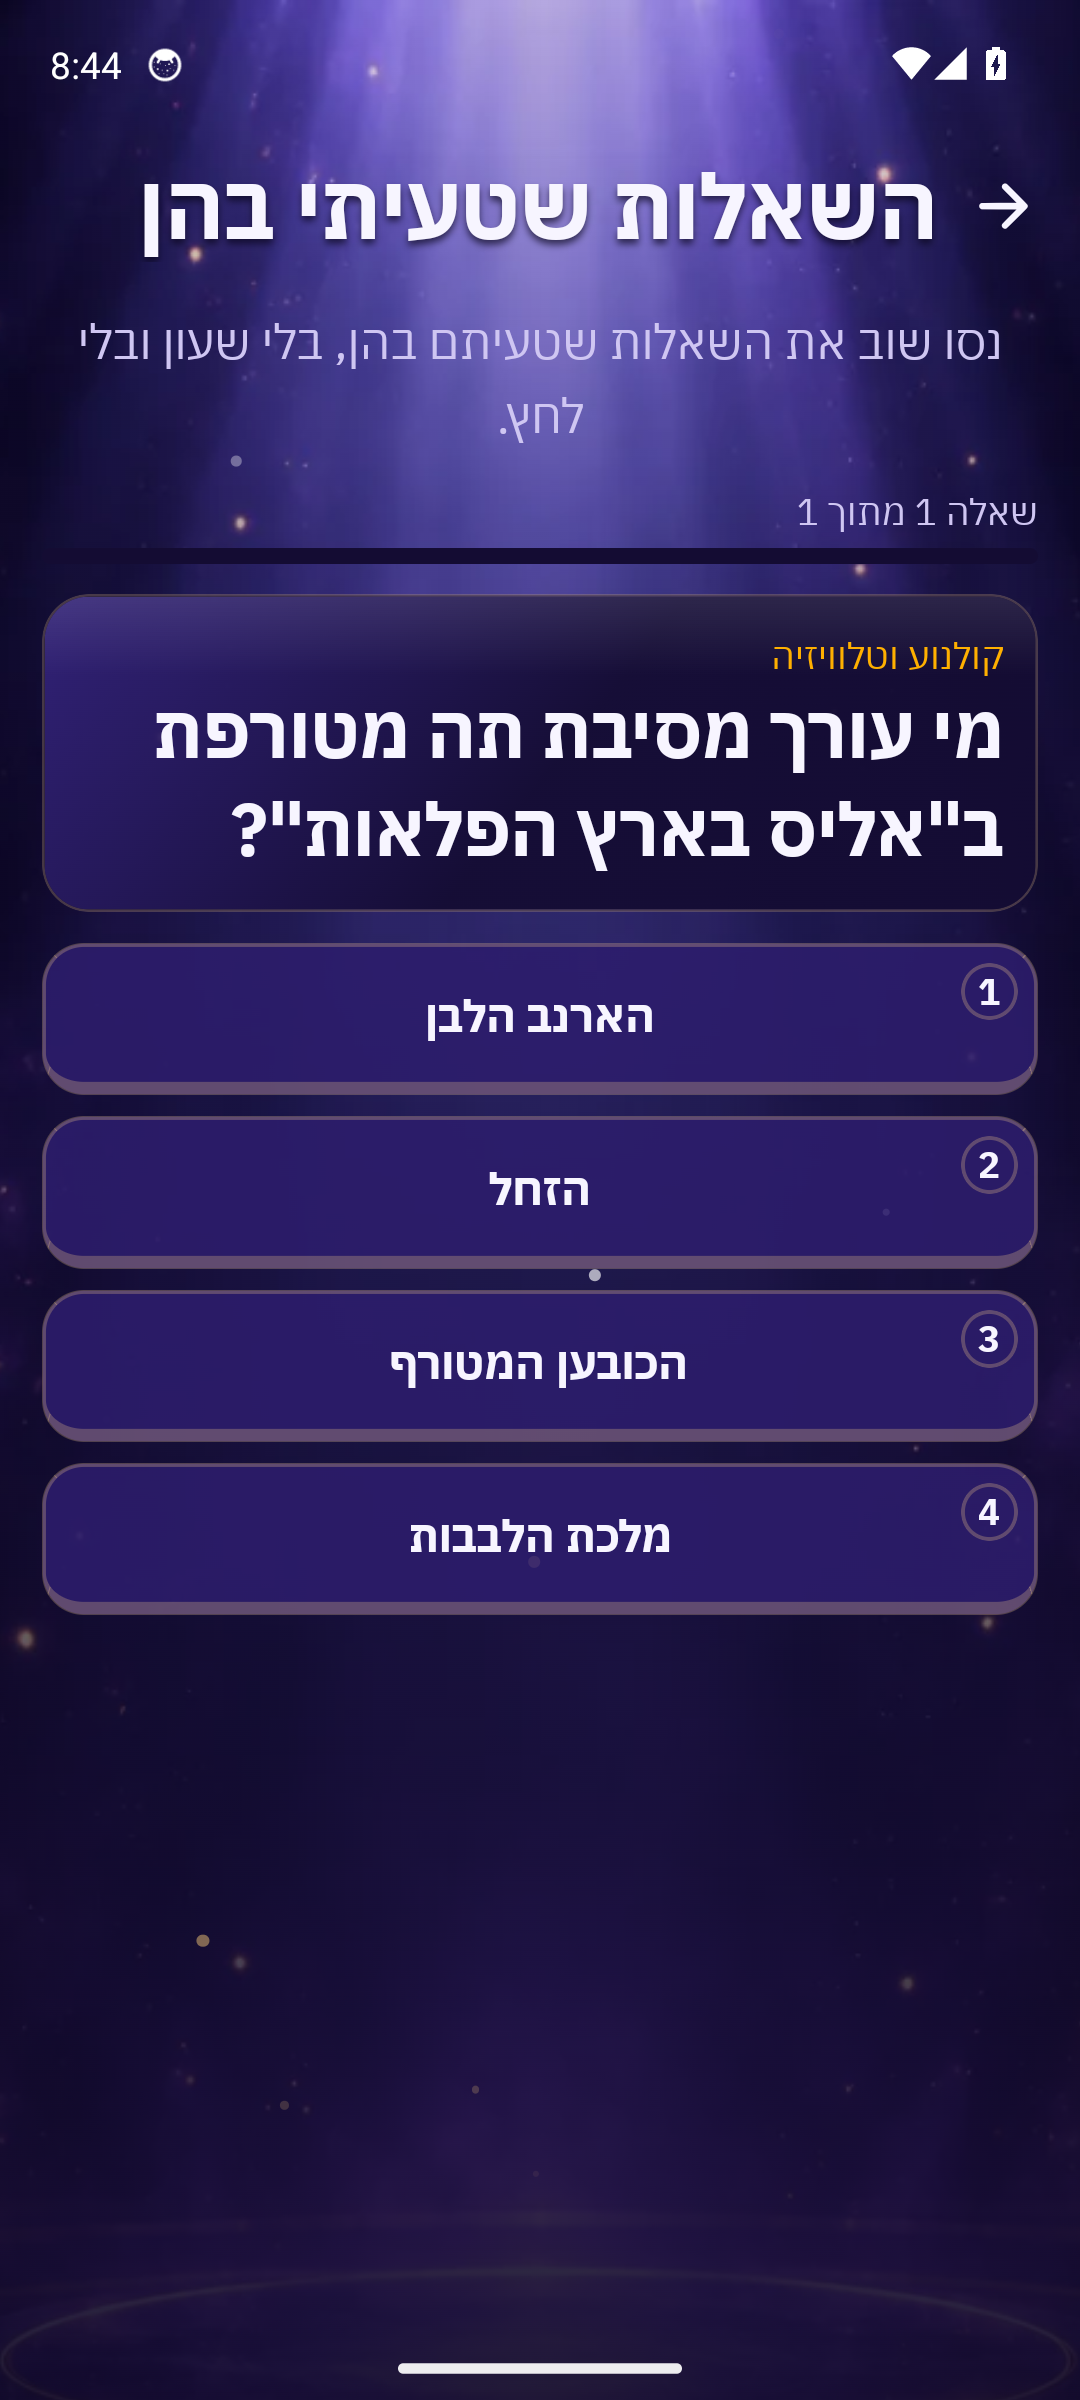 8:44
השאלות שטעיתי בהן
נסו שוב את השאלות שטעיתם בהן, בלי שעון ובלי
לחץ.
שאלה 1 מתוך 1
קולנוע וטלוויזיה
מי עורך מסיבת תה מטורפת
ב"אליס בארץ הפלאות"?
1
הארנב הלבן
2
הזחל
3
הכובען המטורף
4
מלכת הלבבות